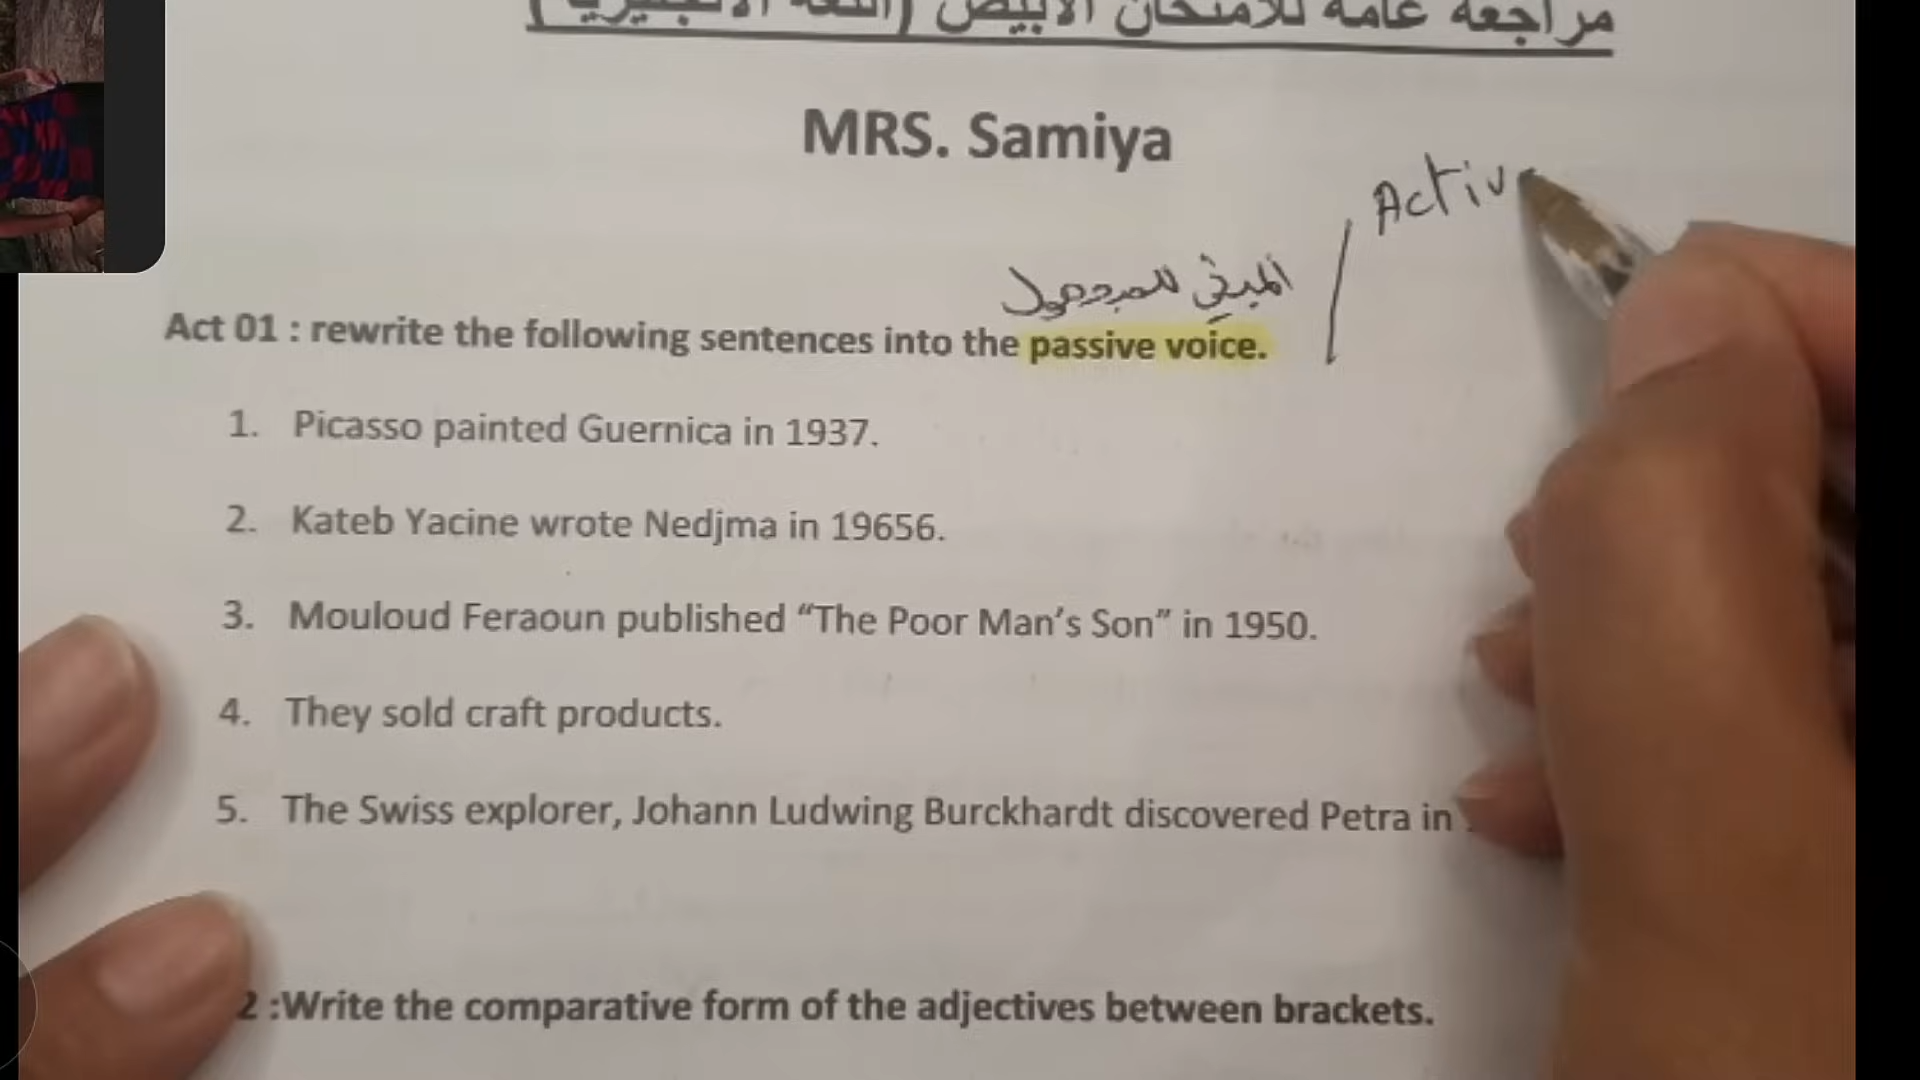 مراجعة عامة للامتحان الأبيض (اللغة الانجليزية)
MRS. Samiya
Activ
المبني للمجهول /
Act 01 : rewrite the following sentences into the passive voice.
1. Picasso painted Guernica in 1937.
2. Kateb Yacine wrote Nedjma in 19656.
3. Mouloud Feraoun published “The Poor Man’s Son” in 1950.
4. They sold craft products.
5. The Swiss explorer, Johann Ludwing Burckhardt discovered Petra in
2 :Write the comparative form of the adjectives between brackets.